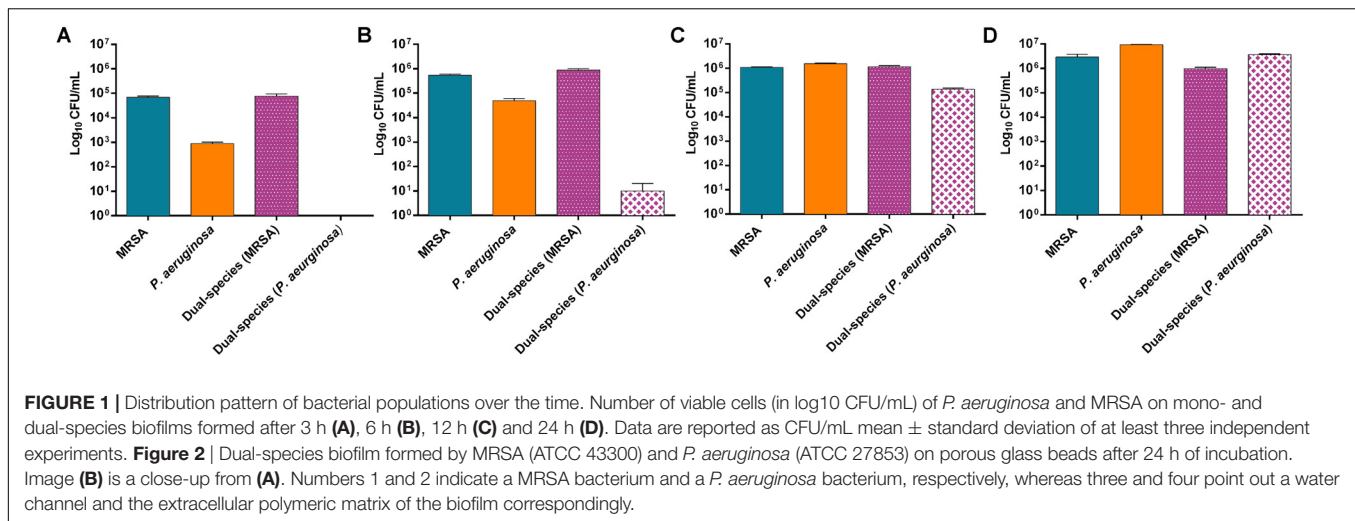 A
B
C
D
Log10 CFU/mL
10⁷
10⁶
10⁵
10⁴
10³
10²
10¹
10⁰
MRSA
P. aeruginosa
Dual-species (MRSA)
Dual-species (P. aeurginosa)
Log10 CFU/mL
10⁷
10⁶
10⁵
10⁴
10³
10²
10¹
10⁰
MRSA
P. aeruginosa
Dual-species (MRSA)
Dual-species (P. aeurginosa)
Log10 CFU/mL
10⁷
10⁶
10⁵
10⁴
10³
10²
10¹
10⁰
MRSA
P. aeruginosa
Dual-species (MRSA)
Dual-species (P. aeurginosa)
Log10 CFU/mL
10⁷
10⁶
10⁵
10⁴
10³
10²
10¹
10⁰
MRSA
P. aeruginosa
Dual-species (MRSA)
Dual-species (P. aeurginosa)
FIGURE 1 | Distribution pattern of bacterial populations over the time. Number of viable cells (in log10 CFU/mL) of P. aeruginosa and MRSA on mono- and
dual-species biofilms formed after 3 h (A), 6 h (B), 12 h (C) and 24 h (D). Data are reported as CFU/mL mean ± standard deviation of at least three independent
experiments. Figure 2 | Dual-species biofilm formed by MRSA (ATCC 43300) and P. aeruginosa (ATCC 27853) on porous glass beads after 24 h of incubation.
Image (B) is a close-up from (A). Numbers 1 and 2 indicate a MRSA bacterium and a P. aeruginosa bacterium, respectively, whereas three and four point out a water
channel and the extracellular polymeric matrix of the biofilm correspondingly.